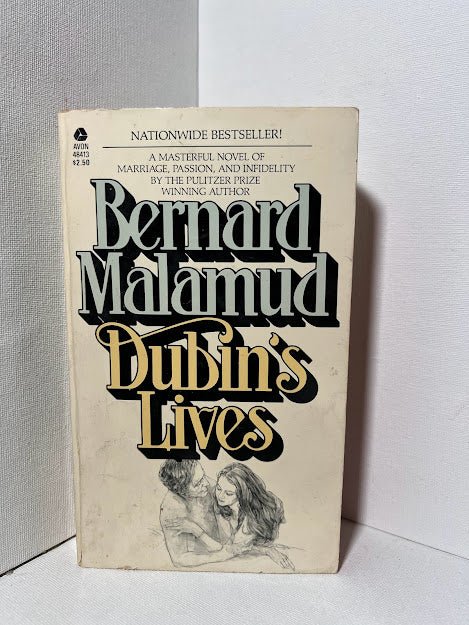 AVON
46413
$2.50
NATIONWIDE BESTSELLER!
A MASTERFUL NOVEL OF
MARRIAGE, PASSION, AND INFIDELITY
BY THE PULITZER PRIZE
WINNING AUTHOR
Bernard
Malamud
Dubin's
Lives